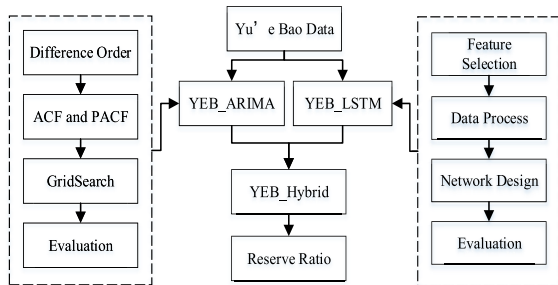 Difference Order
ACF and PACF
GridSearch
Evaluation
Yu’e Bao Data
YEB_ARIMA
YEB_LSTM
YEB_Hybrid
Reserve Ratio
Feature
Selection
Data Process
Network Design
Evaluation